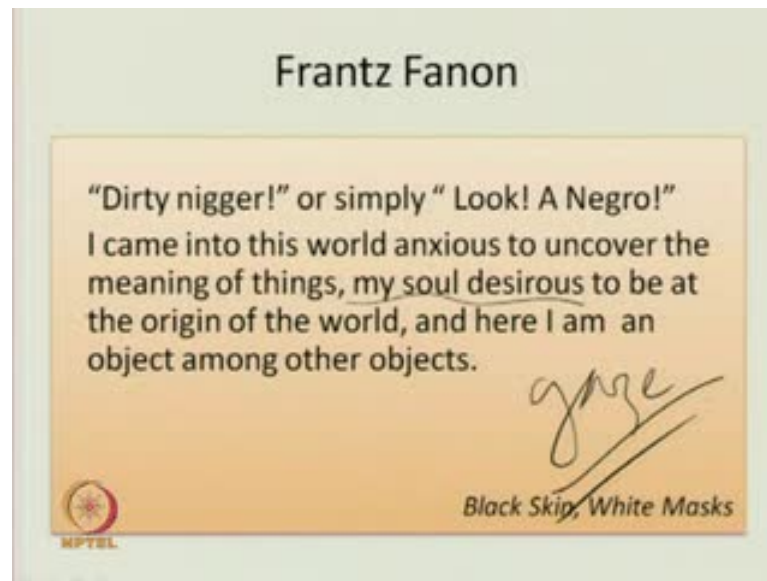 Frantz Fanon
“Dirty nigger!” or simply “ Look! A Negro!”
I came into this world anxious to uncover the
meaning of things, my soul desirous to be at
the origin of the world, and here I am an
object among other objects.
gaze
Black Skin, White Masks
NPTEL